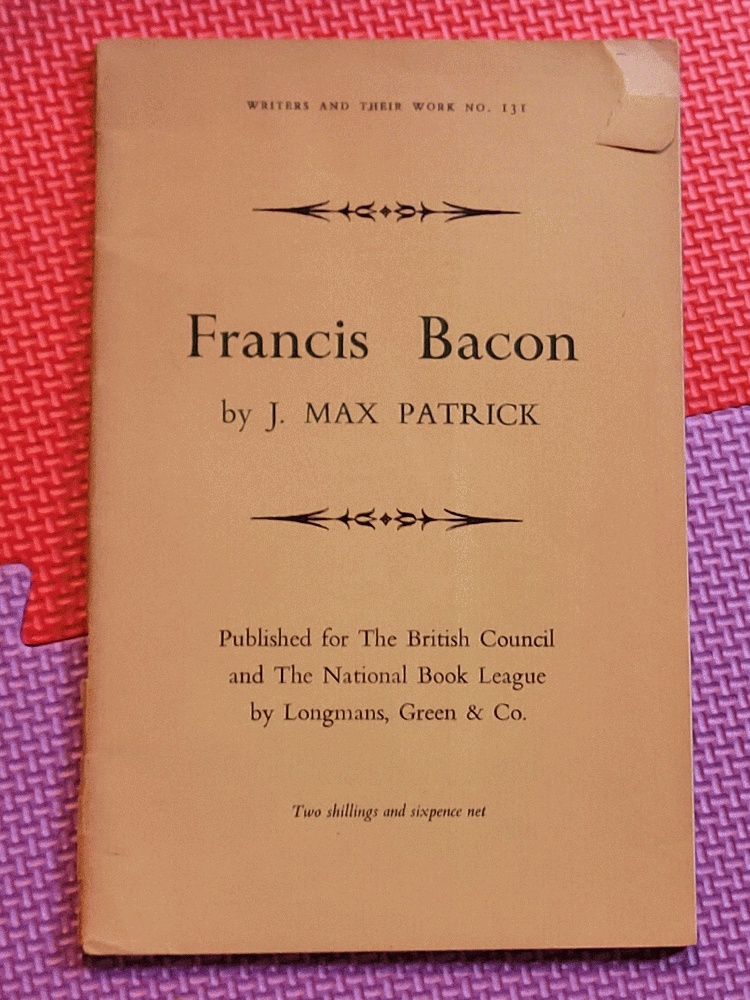 WRITERS AND THEIR WORK NO. 131
Francis Bacon
by J. MAX PATRICK
Published for The British Council
and The National Book League
by Longmans, Green & Co.
Two shillings and sixpence net